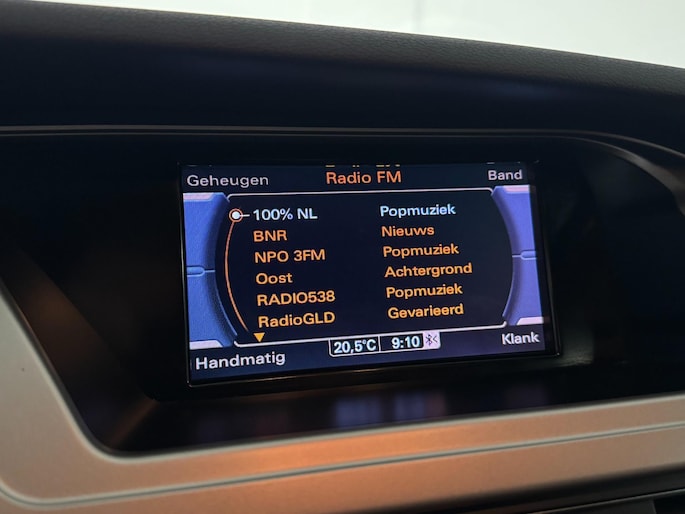 Geheugen Radio FM Band
100% NL Popmuziek
BNR Nieuws
NPO 3FM Popmuziek
Oost Achtergrond
RADIO538 Popmuziek
RadioGLD Gevarieerd
Handmatig 20,5°C 9:10 Klank